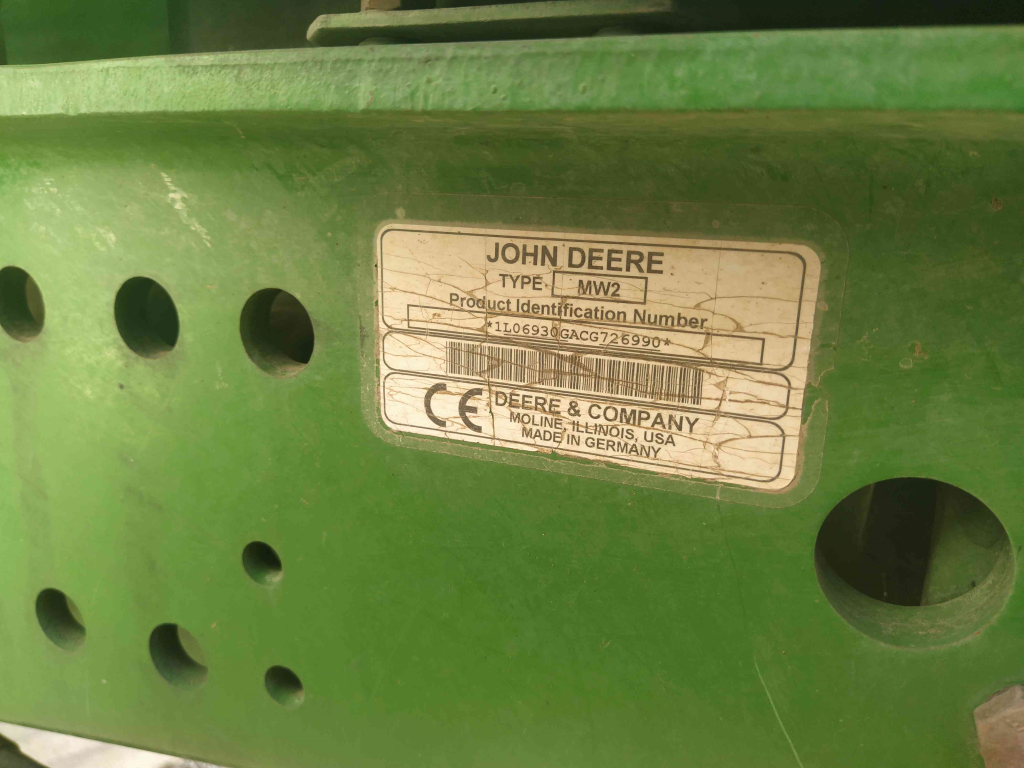 JOHN DEERE
TYPE MW2
Product Identification Number
*1L06930GACG726990*
CE DEERE & COMPANY
MOLINE, ILLINOIS, USA
MADE IN GERMANY